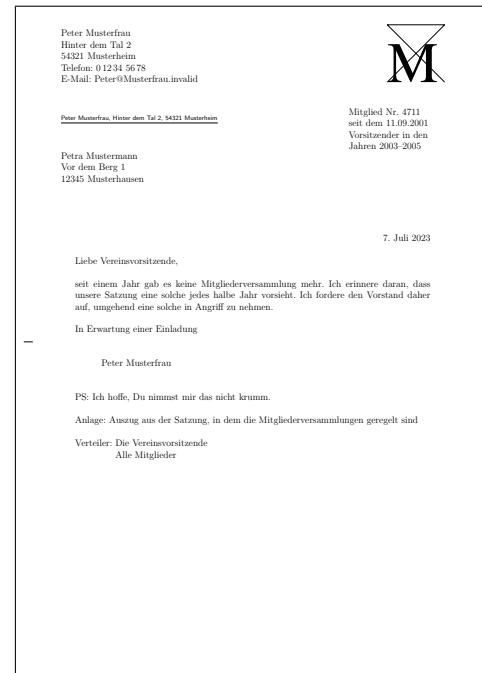 Peter Musterfrau
Hinter dem Tal 2
54321 Musterheim
Telefon: 0 12 34 56 78
E-Mail: Peter@Musterfrau.invalid
M
Peter Musterfrau, Hinter dem Tal 2, 54321 Musterheim
Mitglied Nr. 4711
seit dem 11.09.2001
Vorsitzender in den
Jahren 2003–2005
Petra Mustermann
Vor dem Berg 1
12345 Musterhausen
7. Juli 2023
Liebe Vereinsvorsitzende,
seit einem Jahr gab es keine Mitgliederversammlung mehr. Ich erinnere daran, dass
unsere Satzung eine solche jedes halbe Jahr vorsieht. Ich fordere den Vorstand daher
auf, umgehend eine solche in Angriff zu nehmen.
In Erwartung einer Einladung
Peter Musterfrau
PS: Ich hoffe, Du nimmst mir das nicht krumm.
Anlage: Auszug aus der Satzung, in dem die Mitgliederversammlungen geregelt sind
Verteiler: Die Vereinsvorsitzende
Alle Mitglieder